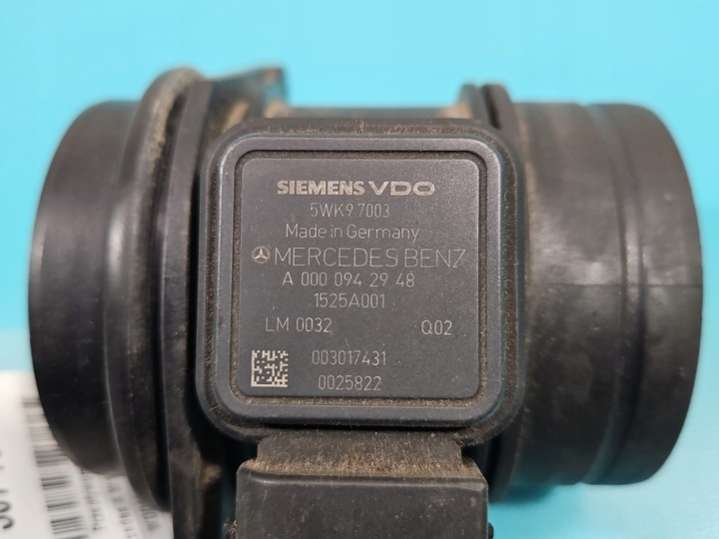 SIEMENS VDO
5WK9 7003
Made in Germany
MERCEDES BENZ
A 000 094 29 48
1525A001
LM 0032 Q02
003017431
0025822